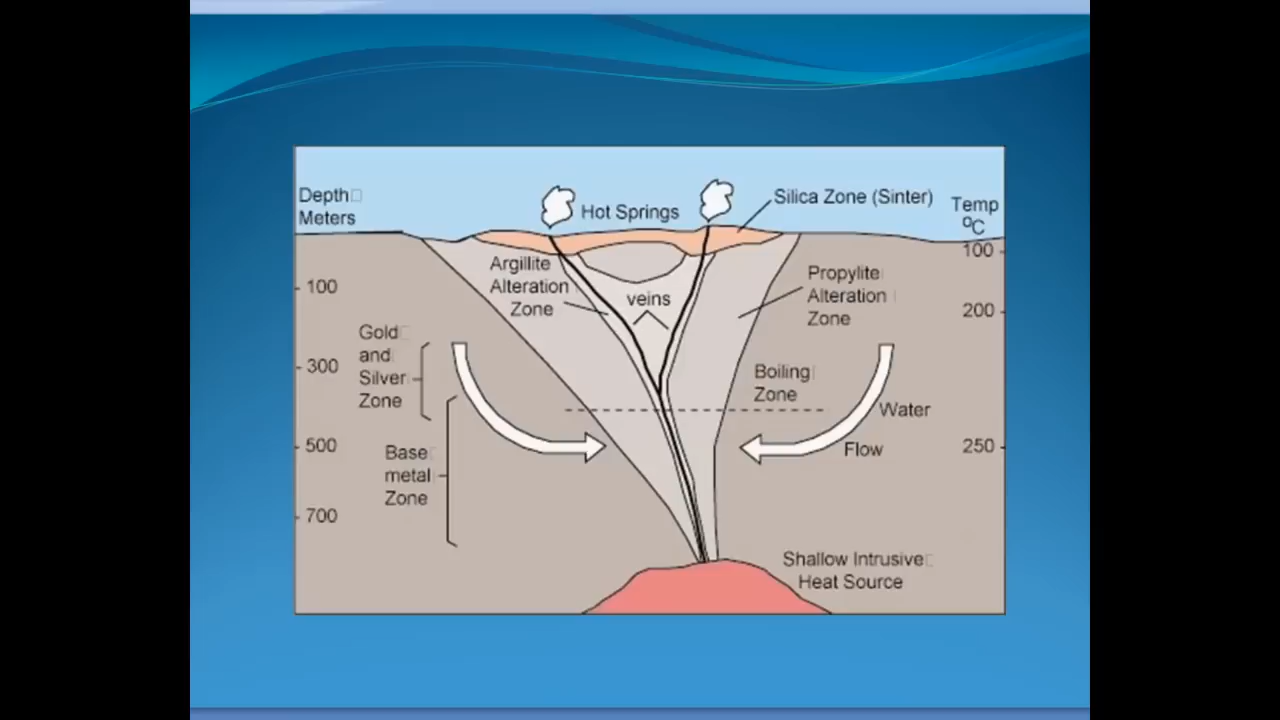 Depth
Meters
Hot Springs
Silica Zone (Sinter)
Temp
°C
100
Argillite
Alteration
Zone
veins
Propylite
Alteration
Zone
100
200
Gold
and
Silver
Zone
300
Boiling
Zone
Water
Flow
500
250
Base
metal
Zone
700
Shallow Intrusive
Heat Source